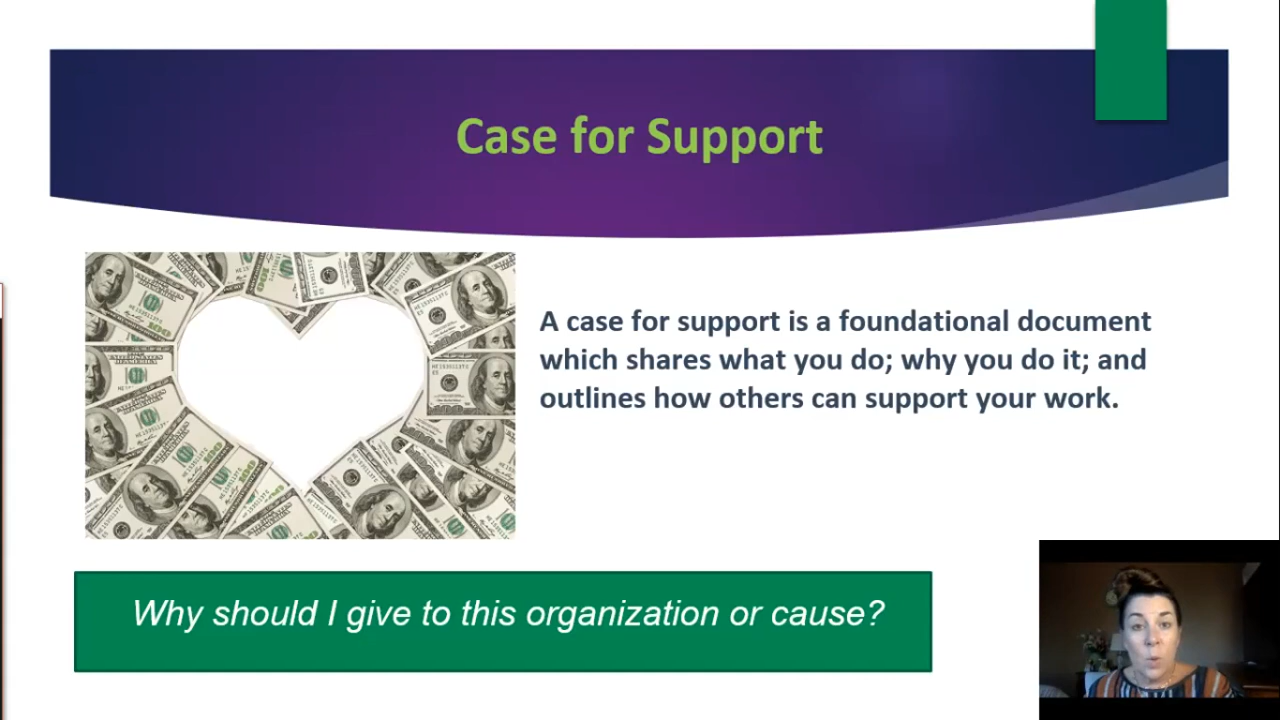 Case for Support
A case for support is a foundational document
which shares what you do; why you do it; and
outlines how others can support your work.
Why should I give to this organization or cause?